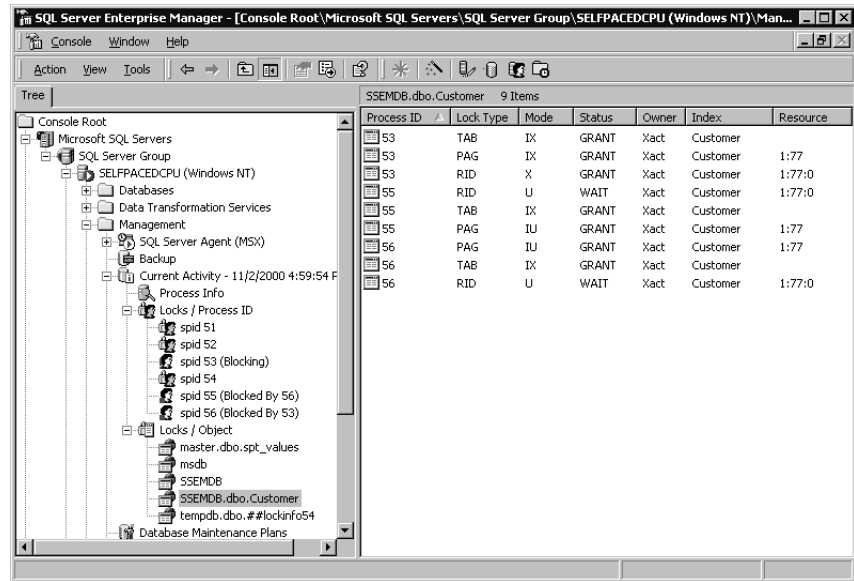 SQL Server Enterprise Manager - [Console Root\Microsoft SQL Servers\SQL Server Group\SELFPACEDCPU (Windows NT)\Man...
Console Window Help
Action View Tools
Tree
SSEMDB.dbo.Customer 9 Items
Console Root
Microsoft SQL Servers
SQL Server Group
SELFPACEDCPU (Windows NT)
Databases
Data Transformation Services
Management
SQL Server Agent (MSX)
Backup
Current Activity - 11/2/2000 4:59:54 P
Process Info
Locks / Process ID
spid 51
spid 52
spid 53 (Blocking)
spid 54
spid 55 (Blocked By 56)
spid 56 (Blocked By 53)
Locks / Object
master.dbo.spt_values
msdb
SSEMDB
SSEMDB.dbo.Customer
tempdb.dbo.##lockinfo54
Database Maintenance Plans
Process ID Lock Type Mode Status Owner Index Resource
53 TAB IX GRANT Xact Customer
53 PAG IX GRANT Xact Customer 1:77
53 RID X GRANT Xact Customer 1:77:0
55 RID U WAIT Xact Customer 1:77:0
55 TAB IX GRANT Xact Customer
55 PAG IU GRANT Xact Customer 1:77
56 PAG IU GRANT Xact Customer 1:77
56 TAB IX GRANT Xact Customer
56 RID U WAIT Xact Customer 1:77:0